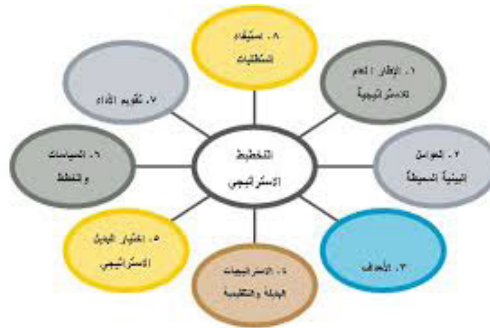 التخطيط
الاستراتيجي
١. الإطار العام
للاستراتيجية
٢. العوامل
البيئية المحيطة
٣. الأهداف
٤. الاستراتيجيات
البديلة والتنظيمية
٥. اختيار البديل
الاستراتيجي
٦. السياسات
والخطط
٧. تقويم الأداء
٨. استيفاء
المتطلبات